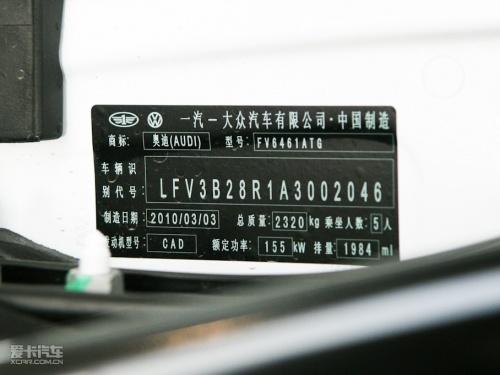 一汽-大众汽车有限公司·中国制造
商标: 奥迪(AUDI) 型号: FV6461ATG
车辆识
别代号: LFV3B28R1A3002046
制造日期 2010/03/03 总质量: 2320 kg 乘坐人数: 5 人
发动机型号: CAD 额定功率: 155 kW 排量: 1984 ml
爱卡汽车
XCAR.COM.CN